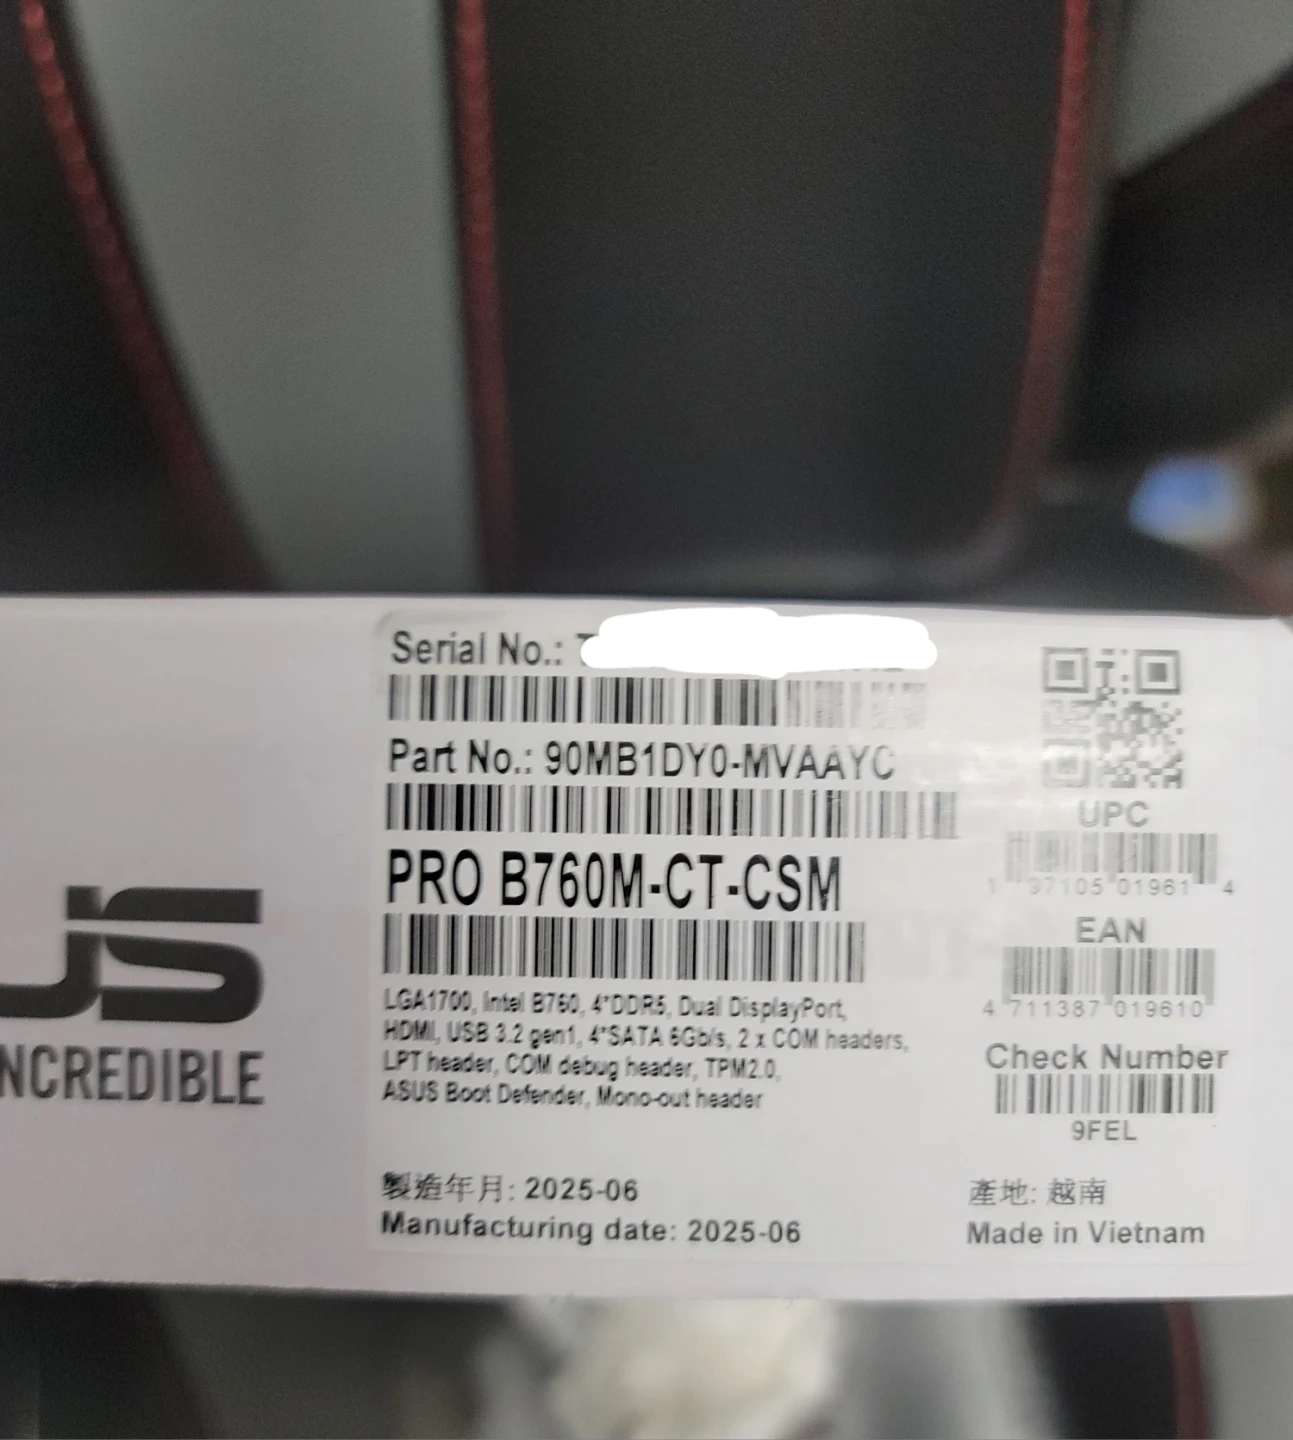 Serial No.:
Part No.: 90MB1DY0-MVAAYC
PRO B760M-CT-CSM
LGA1700, Intel B760, 4*DDR5, Dual DisplayPort,
HDMI, USB 3.2 gen1, 4*SATA 6Gb/s, 2 x COM headers,
LPT header, COM debug header, TPM2.0,
ASUS Boot Defender, Mono-out header
製造年月: 2025-06
Manufacturing date: 2025-06
UPC
1 97105 01961 4
EAN
4 711387 019610
Check Number
9FEL
產地: 越南
Made in Vietnam
US
NCREDIBLE